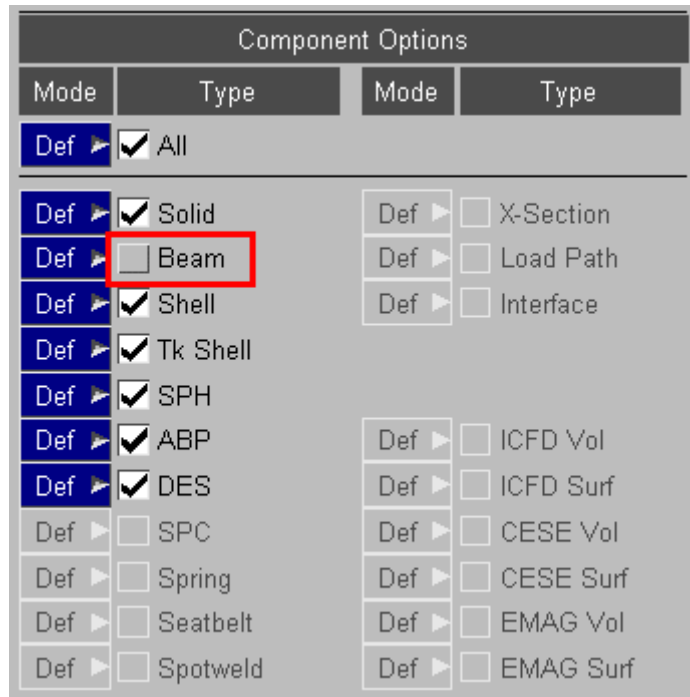 Component Options
Mode Type Mode Type
Def All
Def Solid Def X-Section
Def Beam Def Load Path
Def Shell Def Interface
Def Tk Shell
Def SPH
Def ABP Def ICFD Vol
Def DES Def ICFD Surf
Def SPC Def CESE Vol
Def Spring Def CESE Surf
Def Seatbelt Def EMAG Vol
Def Spotweld Def EMAG Surf